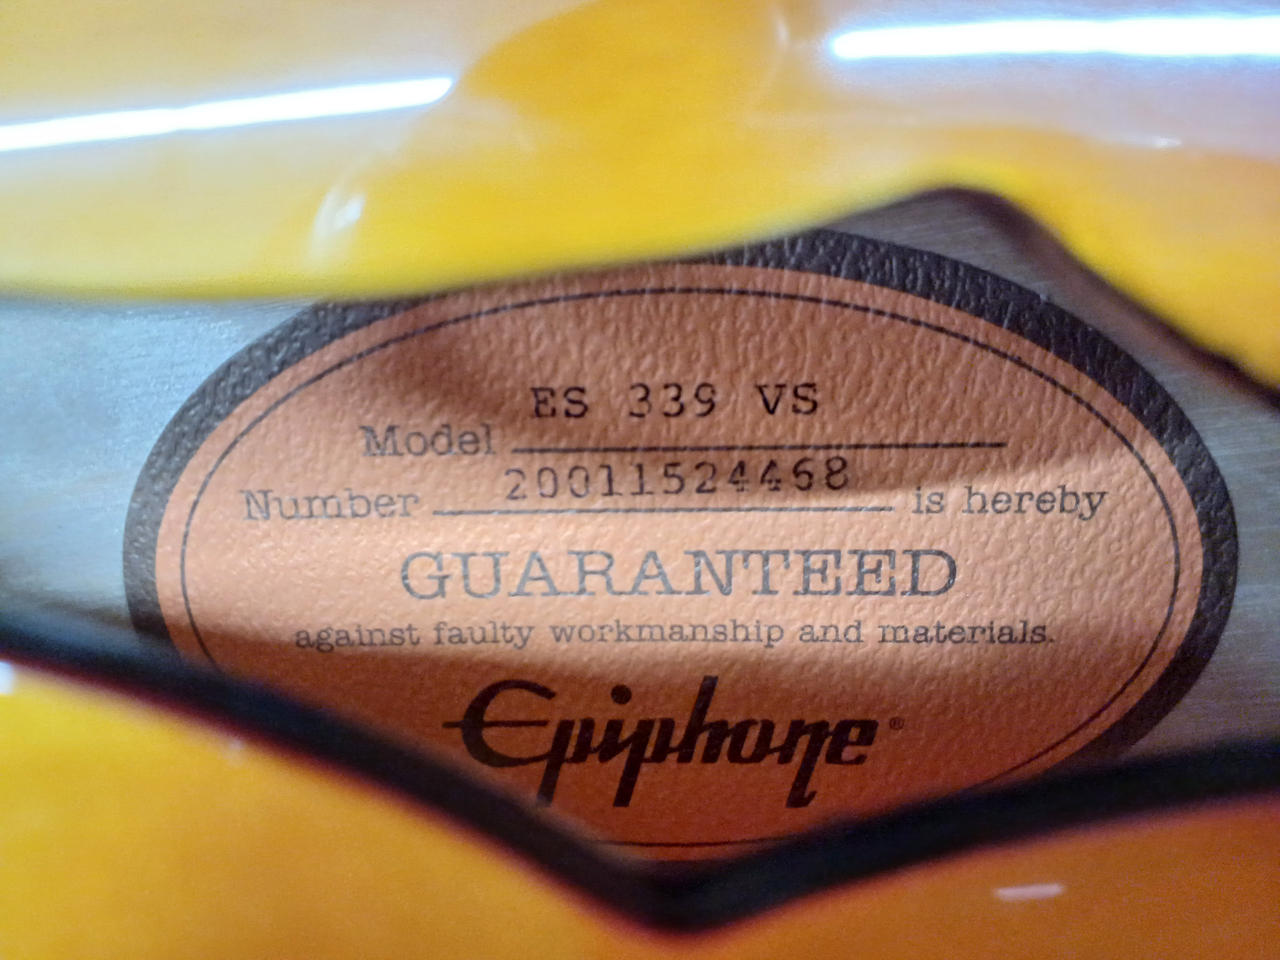 ES 339 VS
Model
20011524468
Number is hereby
GUARANTEED
against faulty workmanship and materials.
Epiphone®